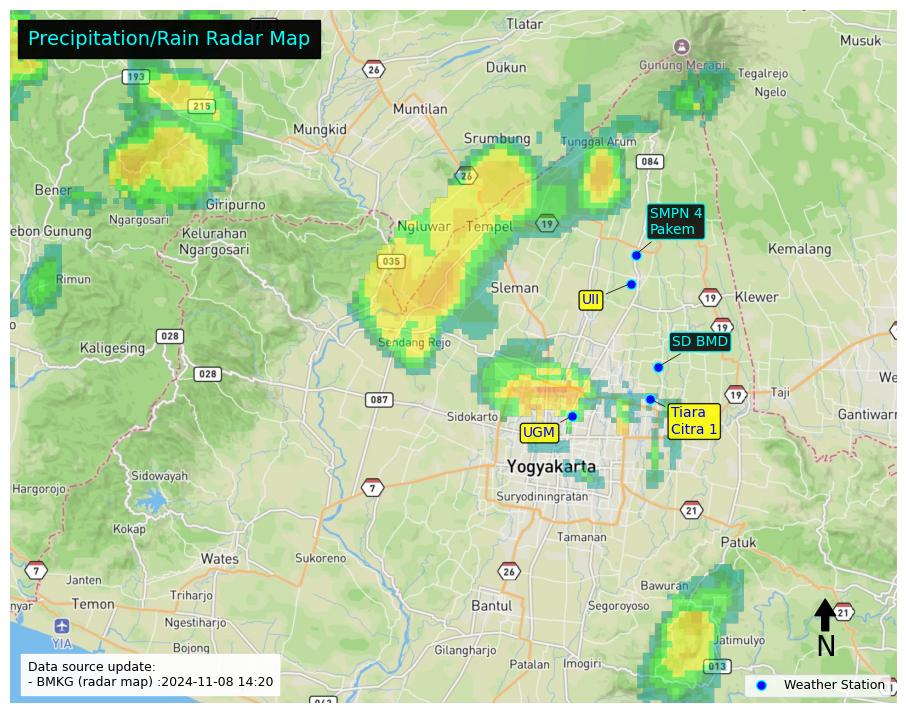 Precipitation/Rain Radar Map
Tlatar
Musuk
26
Dukun
Gunung Merapi
Tegalrejo
193
215
Muntilan
Ngelo
Mungkid
Srumbung
Tunggal Arum
084
26
Bener
Ngargosari
Giripurno
SMPN 4
Pakem
ebon Gunung
Kelurahan
Ngargosari
Ngluwar
Tempel
19
Kemalang
035
Rimun
UII
Sleman
19
Klewer
19
028
Kaligesing
Sendang Rejo
SD BMD
028
087
19
Taji
We
Sidokarto
Tiara
Citra 1
Gantiwarn
UGM
Yogyakarta
Sidowayah
Hargorojo
7
Suryodiningratan
21
Kokap
Tamanan
Patuk
Wates
Sukoreno
7
26
Janten
Bawuran
nyar
Temon
Triharjo
Bantul
Segoroyoso
21
YIA
Ngestiharjo
N
Jatimulyo
Bojong
Gilangharjo
Patalan
Imogiri
013
Data source update:
- BMKG (radar map) :2024-11-08 14:20
Weather Station